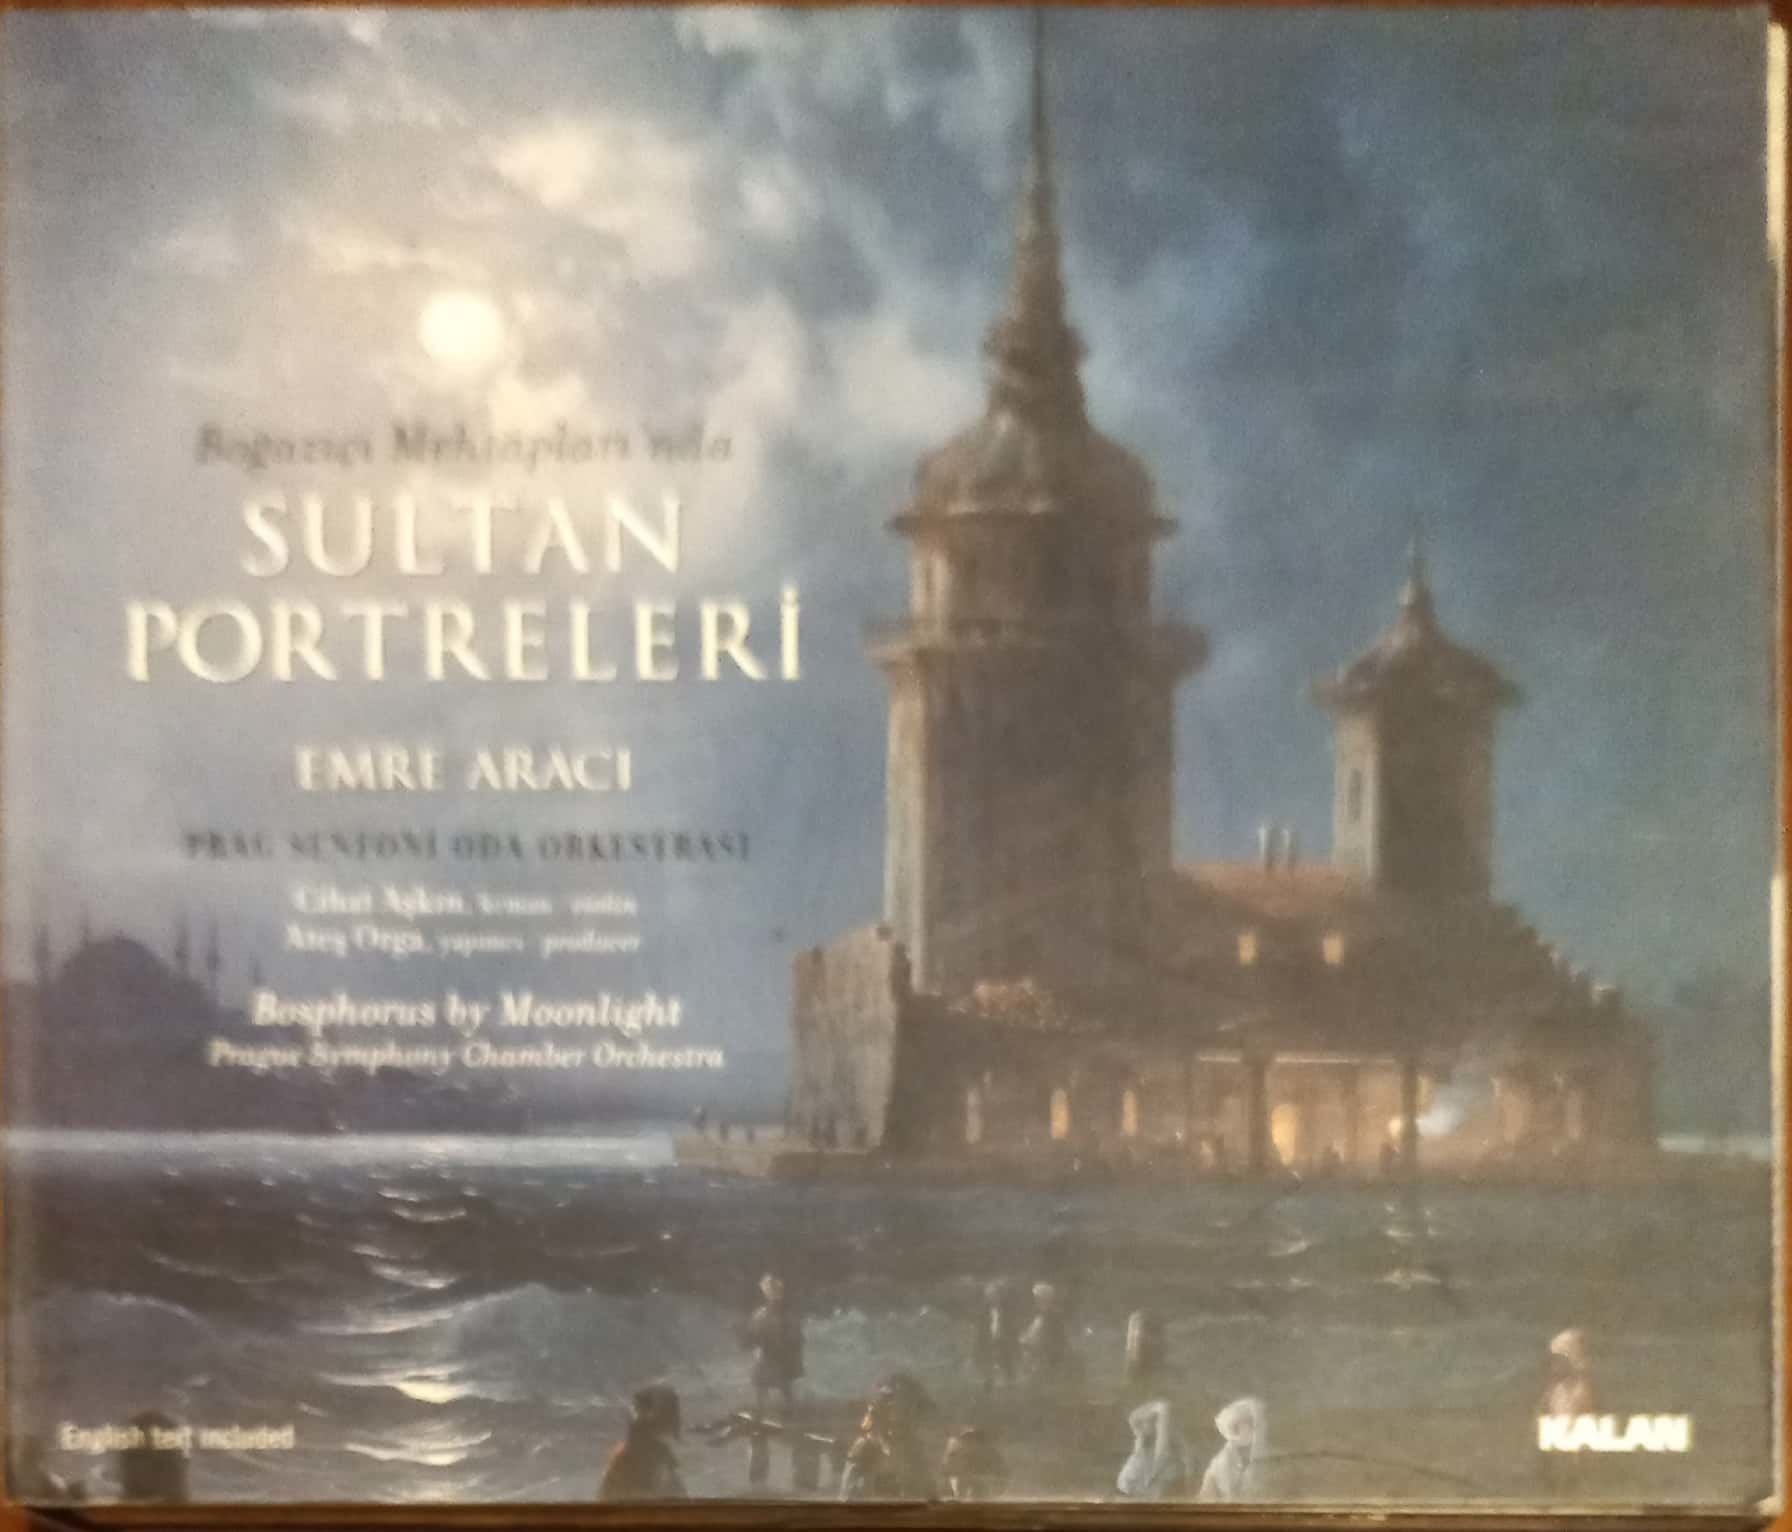 Boğaziçi Mehtapları'nda
SULTAN
PORTRELERİ
EMRE ARACI
PRAG SENFONİ ODA ORKESTRASI
Cihat Aşkın, keman · violin
Ateş Orga, yapımcı · producer
Bosphorus by Moonlight
Prague Symphony Chamber Orchestra
English text included
KALAN